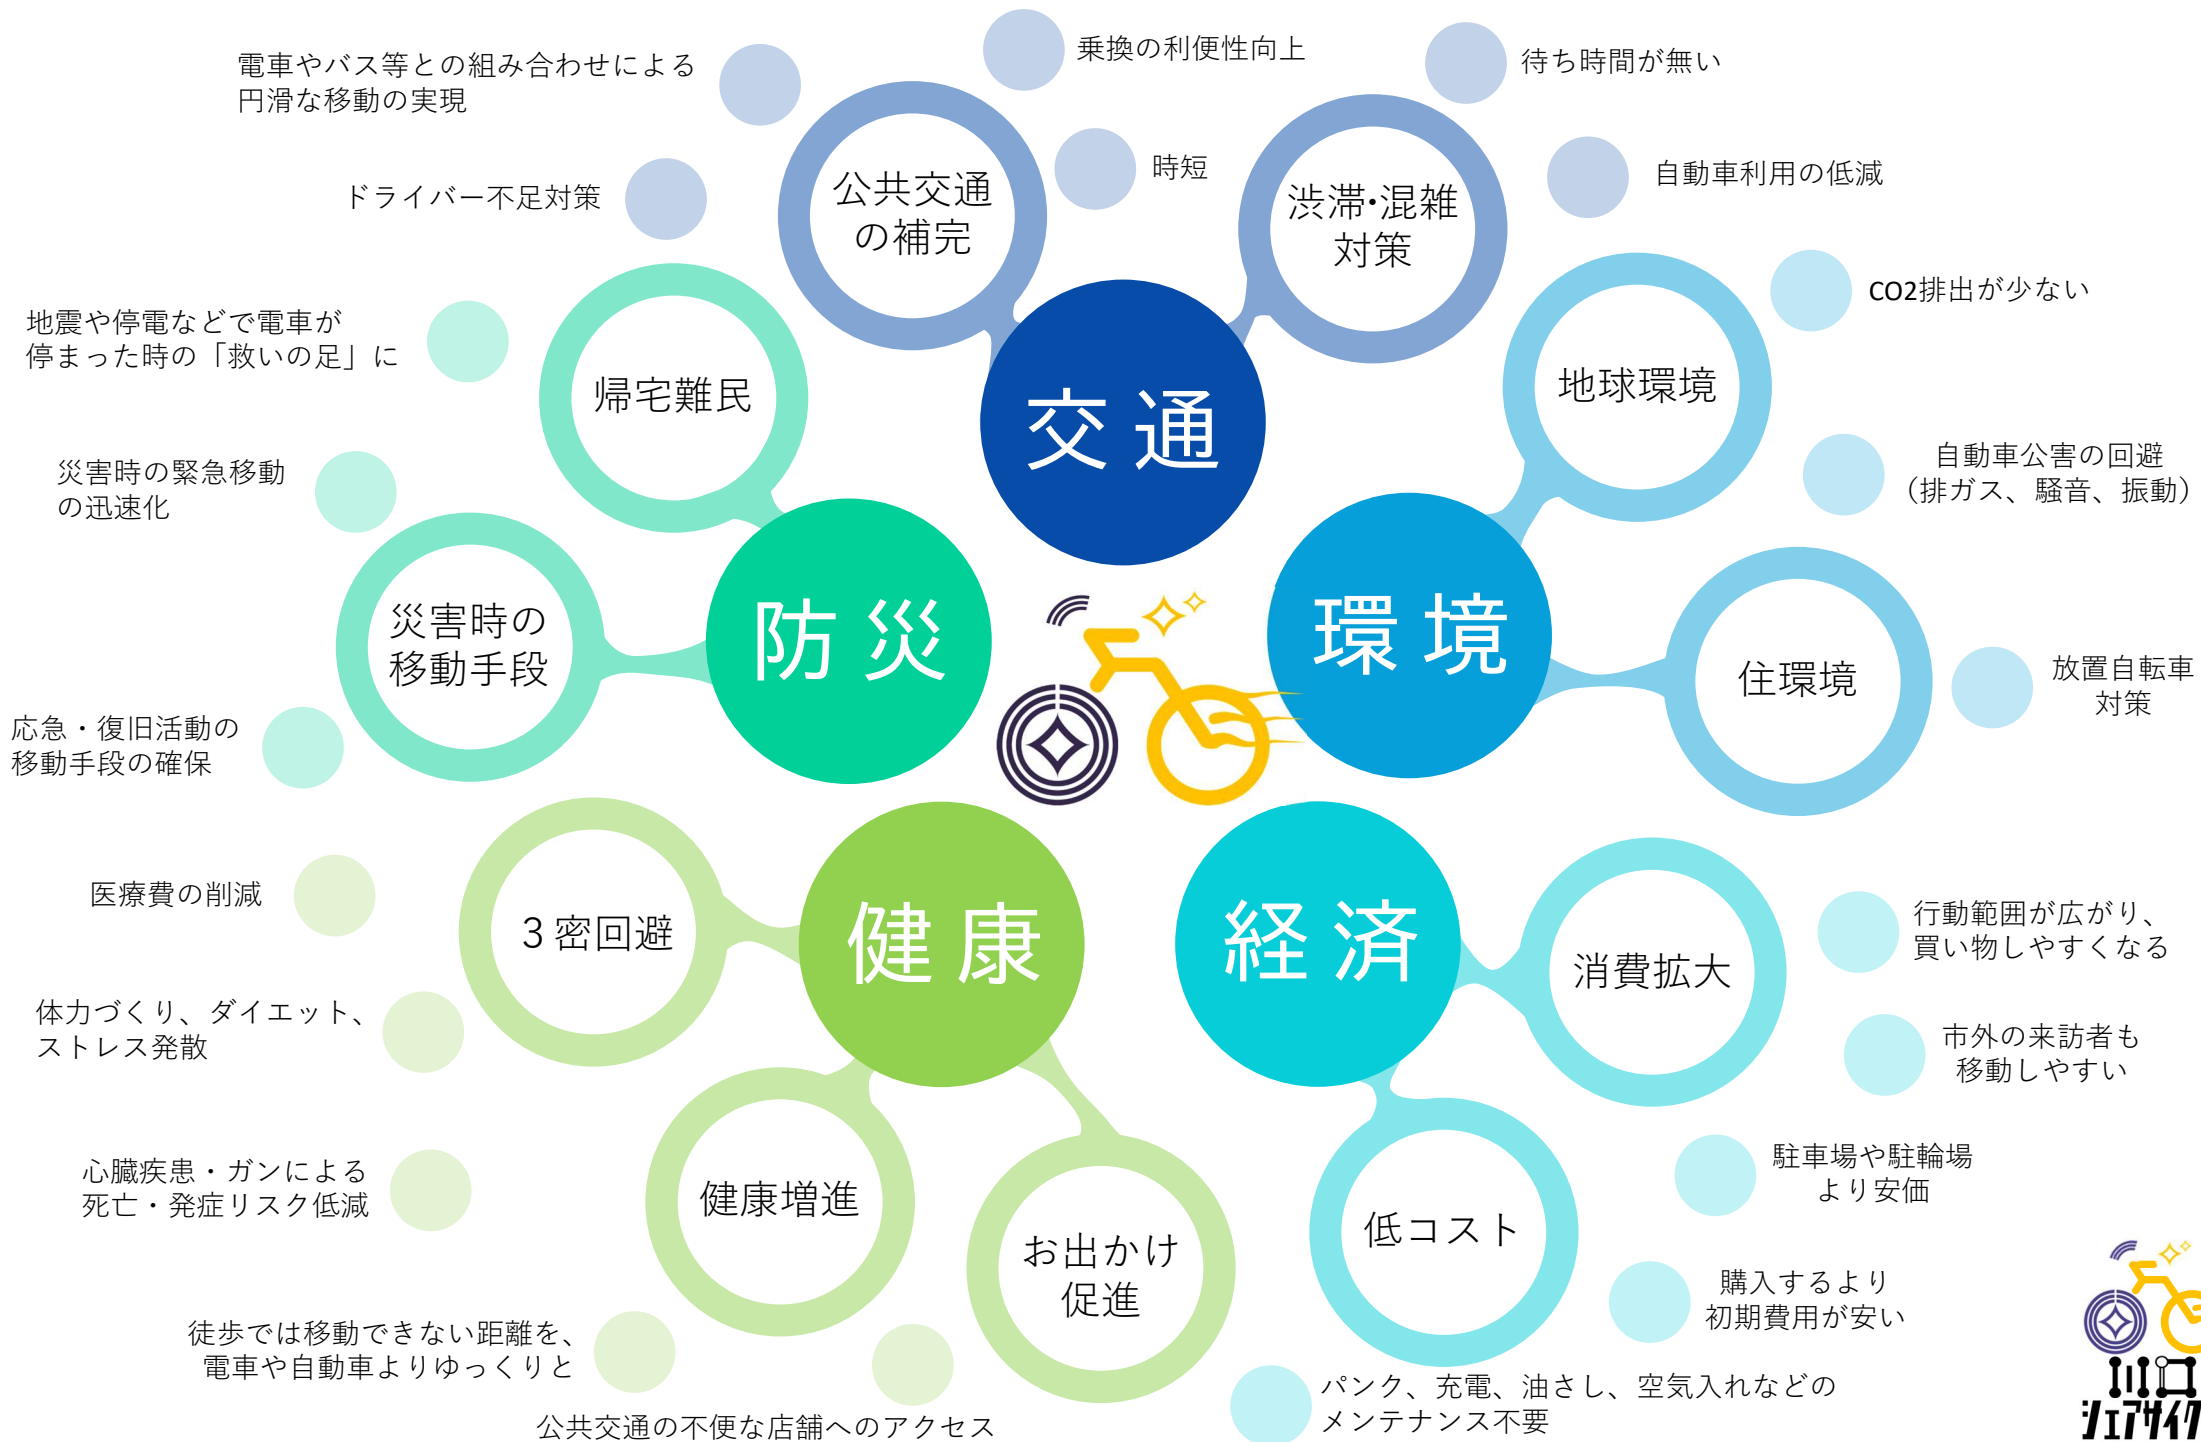 電車やバス等との組み合わせによる
円滑な移動の実現
乗換の利便性向上
待ち時間が無い
ドライバー不足対策
時短
自動車利用の低減
公共交通
の補完
渋滞・混雑
対策
交通
地震や停電などで電車が
停まった時の「救いの足」に
帰宅難民
地球環境
CO2排出が少ない
災害時の緊急移動
の迅速化
自動車公害の回避
（排ガス、騒音、振動）
防災
環境
災害時の
移動手段
住環境
放置自転車
対策
応急・復旧活動の
移動手段の確保
医療費の削減
３密回避
健康
経済
消費拡大
行動範囲が広がり、
買い物しやすくなる
体力づくり、ダイエット、
ストレス発散
市外の来訪者も
移動しやすい
心臓疾患・ガンによる
死亡・発症リスク低減
健康増進
お出かけ
促進
低コスト
駐車場や駐輪場
より安価
購入するより
初期費用が安い
徒歩では移動できない距離を、
電車や自動車よりゆっくりと
公共交通の不便な店舗へのアクセス
パンク、充電、油さし、空気入れなどの
メンテナンス不要
川口
シェアサイク